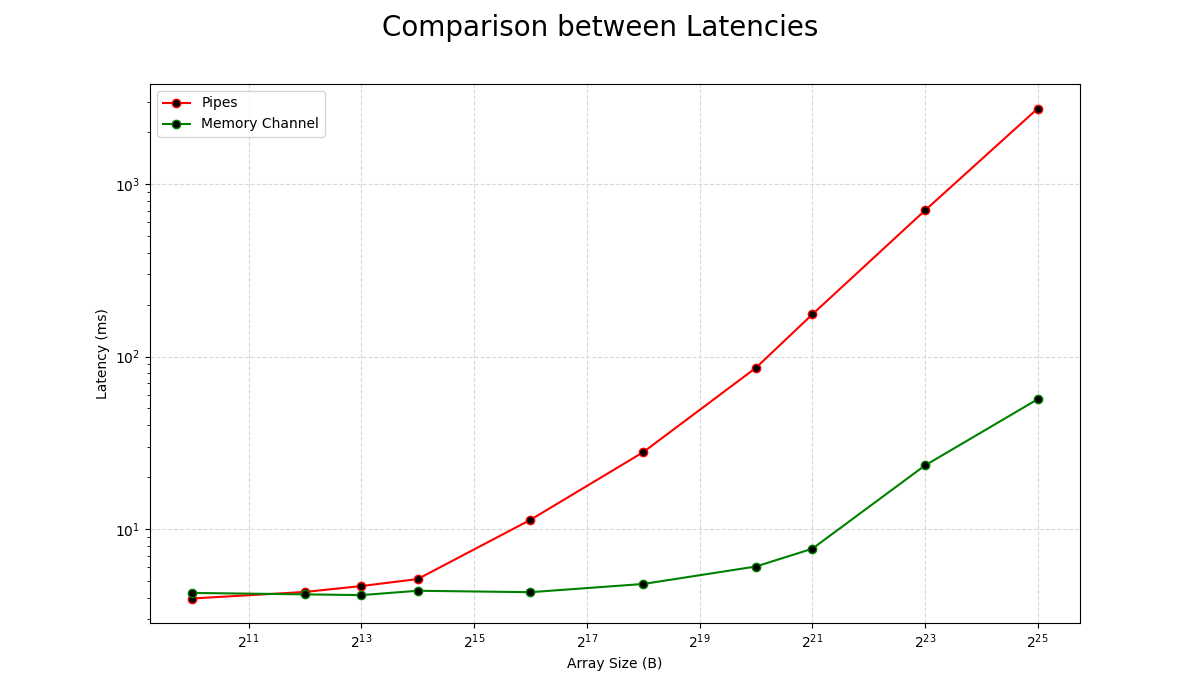 Comparison between Latencies
Pipes
Memory Channel
10³
10²
10¹
Latency (ms)
2¹¹ 2¹³ 2¹⁵ 2¹⁷ 2¹⁹ 2²¹ 2²³ 2²⁵
Array Size (B)